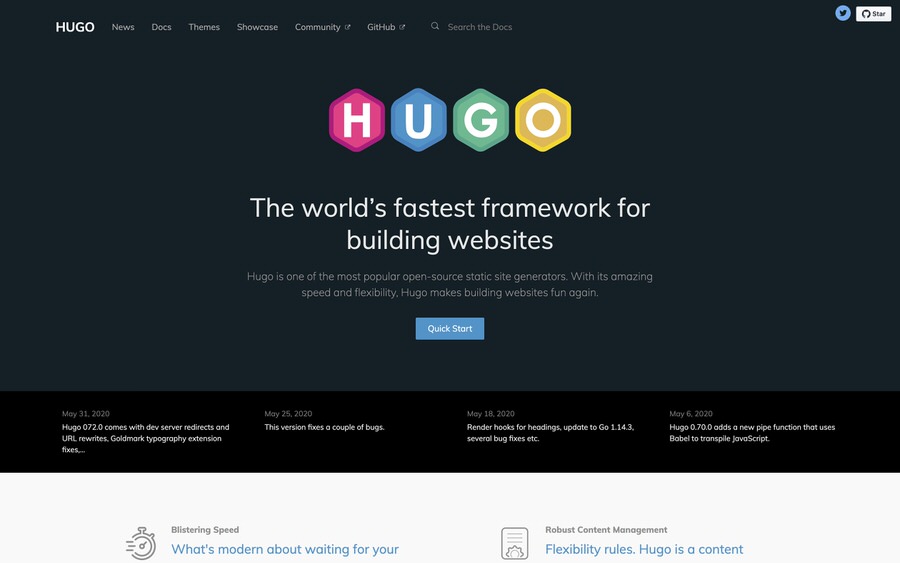 HUGO News Docs Themes Showcase Community GitHub Search the Docs
Star
HUGO
The world’s fastest framework for
building websites
Hugo is one of the most popular open-source static site generators. With its amazing
speed and flexibility, Hugo makes building websites fun again.
Quick Start
May 31, 2020
Hugo 072.0 comes with dev server redirects and
URL rewrites, Goldmark typography extension
fixes,...
May 25, 2020
This version fixes a couple of bugs.
May 18, 2020
Render hooks for headings, update to Go 1.14.3,
several bug fixes etc.
May 6, 2020
Hugo 0.70.0 adds a new pipe function that uses
Babel to transpile JavaScript.
Blistering Speed
What's modern about waiting for your
Robust Content Management
Flexibility rules. Hugo is a content